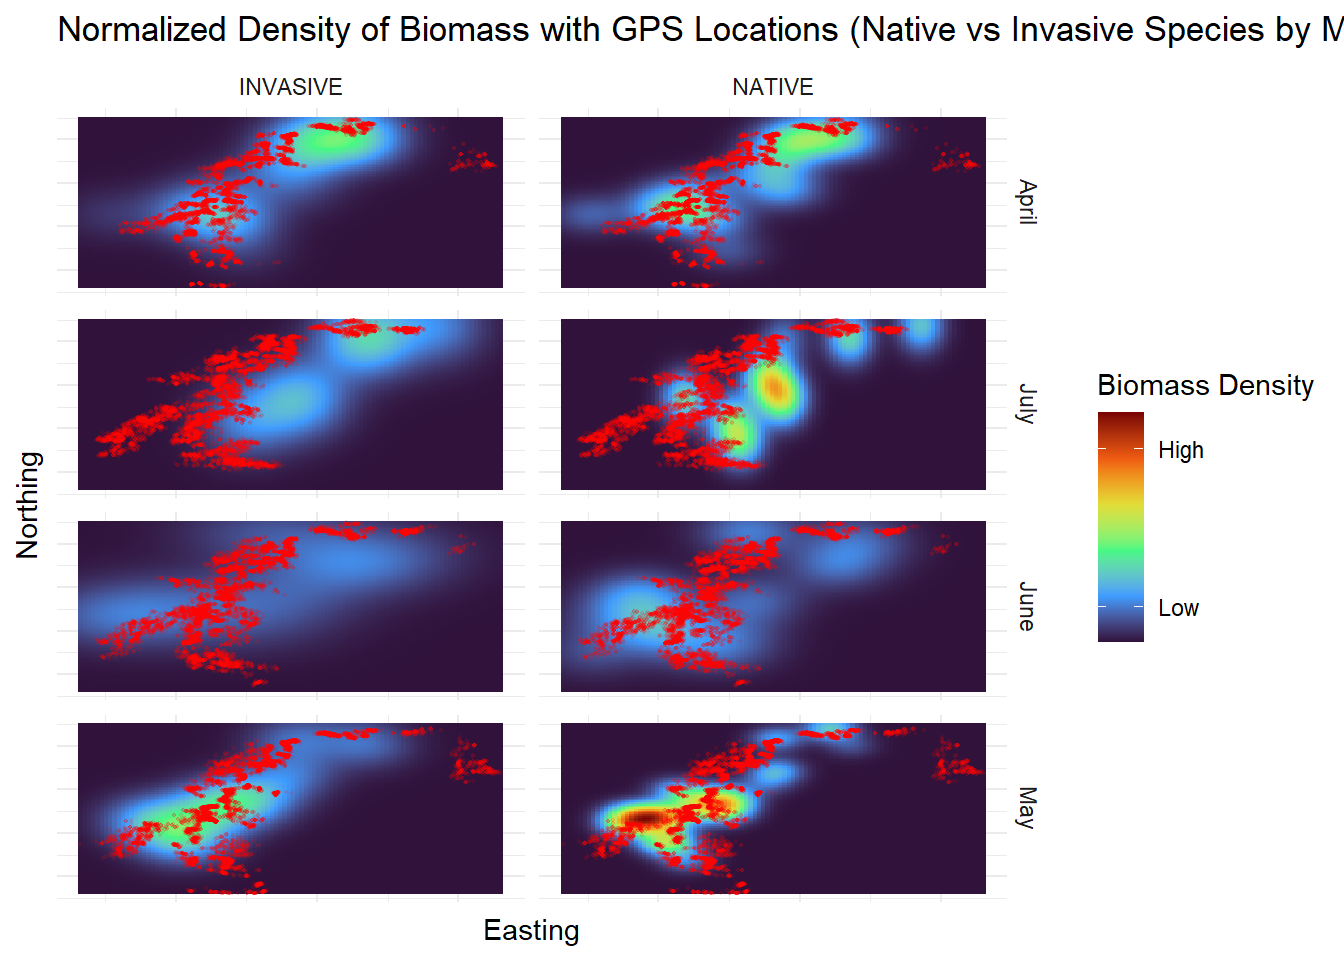 Normalized Density of Biomass with GPS Locations (Native vs Invasive Species by M
INVASIVE
NATIVE
April
July
June
May
Northing
Easting
Biomass Density
High
Low